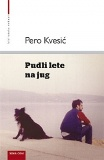 Pero Kvesić
Pudli lete
na jug